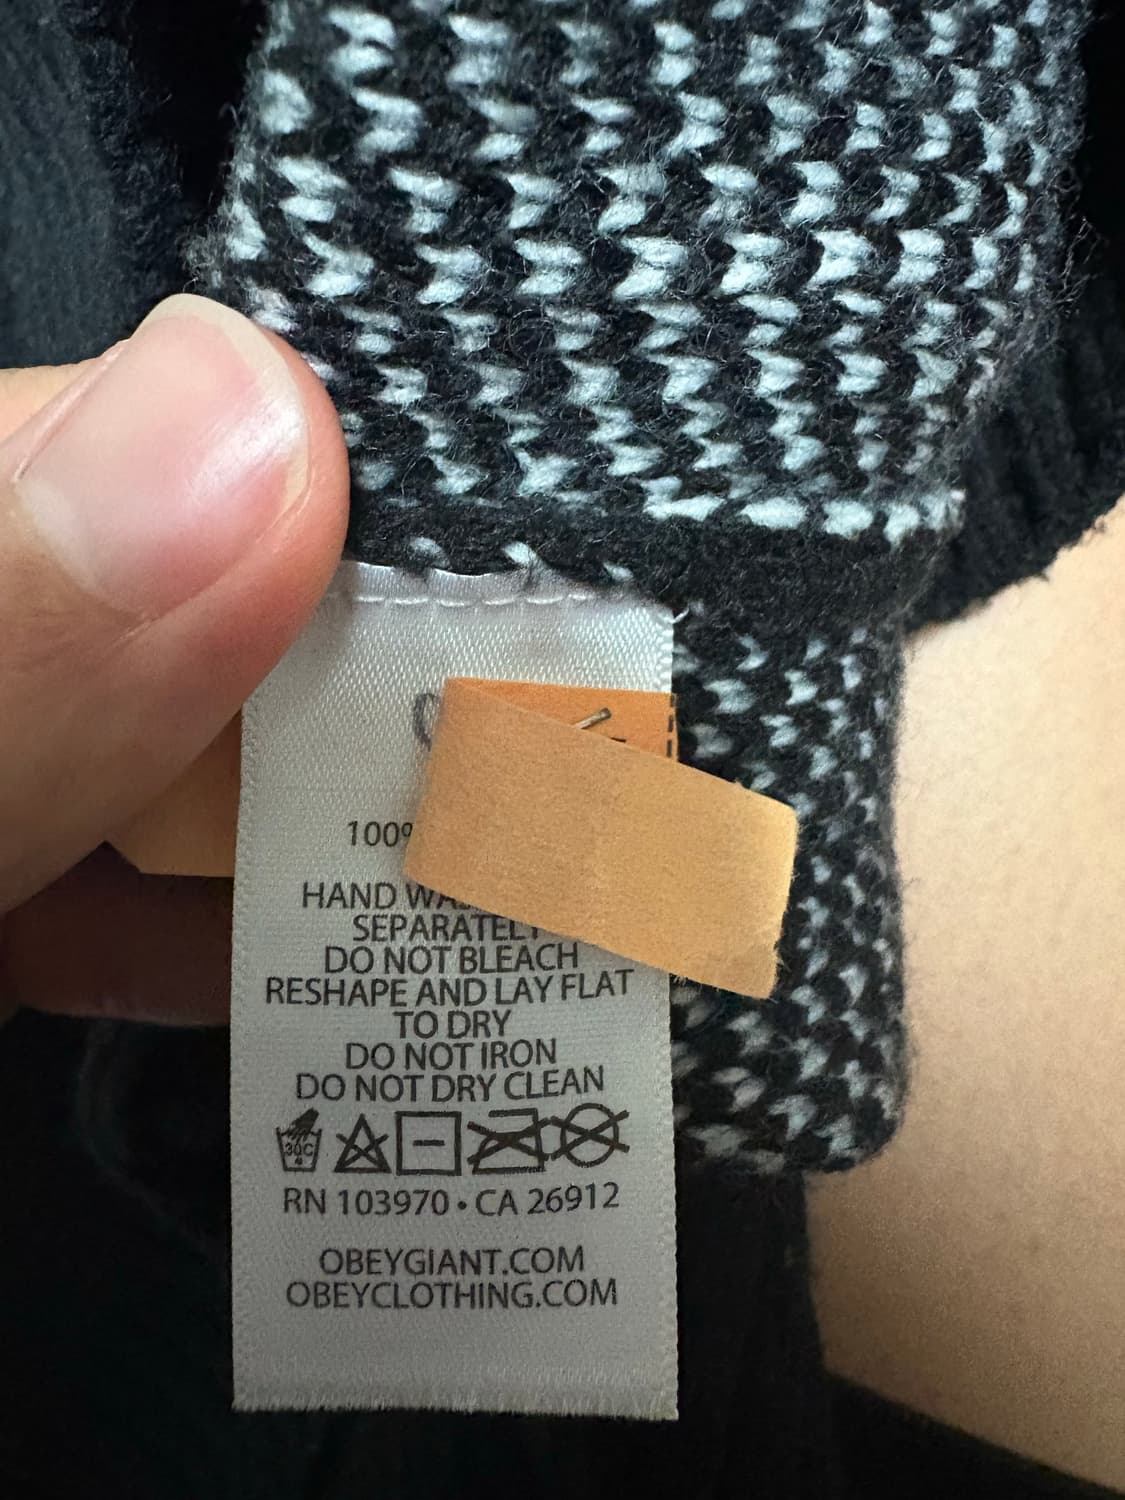 100%
HAND
SEPARATELY
DO NOT BLEACH
RESHAPE AND LAY FLAT
TO DRY
DO NOT IRON
DO NOT DRY CLEAN
30C
RN 103970 • CA 26912
OBEYGIANT.COM
OBEYCLOTHING.COM